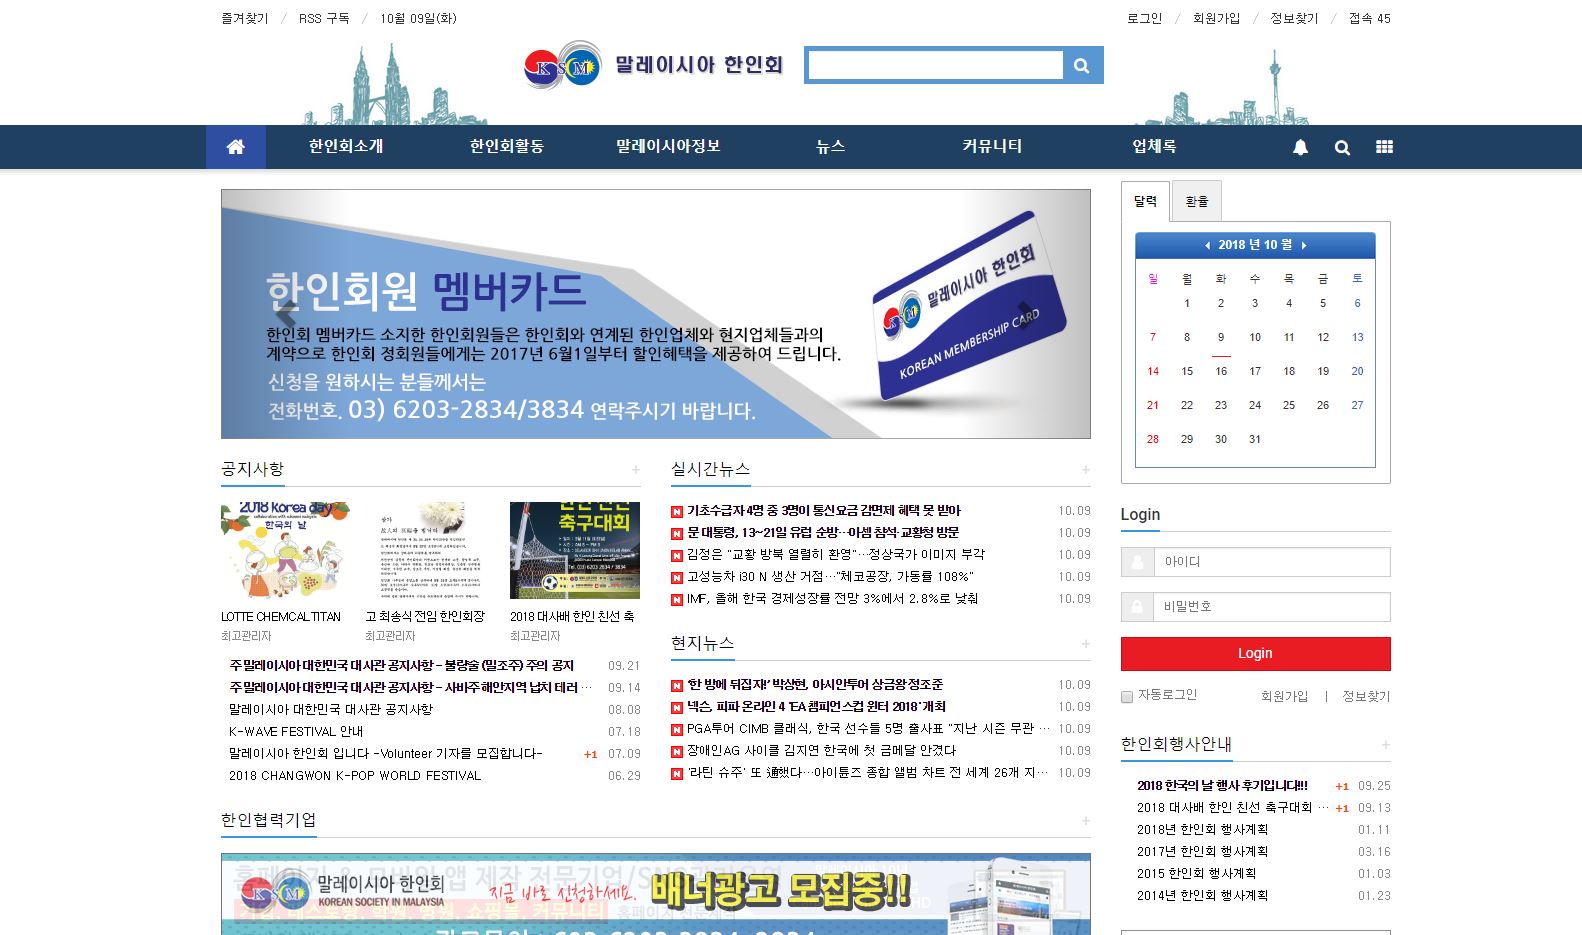 즐겨찾기 / RSS 구독 / 10월 09일(화)
로그인 / 회원가입 / 정보찾기 / 접속 45
KSM 말레이시아 한인회
한인회소개 한인회활동 말레이시아정보 뉴스 커뮤니티 업체록
한인회원 멤버카드
한인회 멤버카드 소지한 한인회원들은 한인회와 연계된 한인업체와 현지업체들과의
계약으로 한인회 정회원들에게는 2017년 6월1일부터 할인혜택을 제공하여 드립니다.
신청을 원하시는 분들께서는
전화번호. 03) 6203-2834/3834 연락주시기 바랍니다.
KSM 말레이시아 한인회
KOREAN MEMBERSHIP CARD
달력 환율
2018 년 10 월
일 월 화 수 목 금 토
1 2 3 4 5 6
7 8 9 10 11 12 13
14 15 16 17 18 19 20
21 22 23 24 25 26 27
28 29 30 31
공지사항 +
2018 Korea day
한국의 날
축구대회
LOTTE CHEMCAL TITAN
최고관리자
고 최송식 전임 한인회장
최고관리자
2018 대사배 한인 친선 축
최고관리자
주 말레이시아 대한민국 대사관 공지사항 - 불량술 (밀조주) 주의 공지 09.21
주 말레이시아 대한민국 대사관 공지사항 - 사바주 해안지역 납치 테러 … 09.14
말레이시아 대한민국 대사관 공지사항 08.08
K-WAVE FESTIVAL 안내 07.18
말레이시아 한인회 입니다 -Volunteer 기자를 모집합니다- +1 07.09
2018 CHANGWON K-POP WORLD FESTIVAL 06.29
실시간뉴스 +
N 기초수급자 4명 중 3명이 통신요금 감면제 혜택 못 받아 10.09
N 문 대통령, 13~21일 유럽 순방…아셈 참석·교황청 방문 10.09
N 김정은 "교황 방북 열렬히 환영"…정상국가 이미지 부각 10.09
N 고성능차 i30 N 생산 거점…"체코공장, 가동률 108%" 10.09
N IMF, 올해 한국 경제성장률 전망 3%에서 2.8%로 낮춰 10.09
현지뉴스 +
N '한 방에 뒤집자!' 박상현, 아시안투어 상금왕 정조준 10.09
N 넥슨, 피파 온라인 4 'EA 챔피언스컵 윈터 2018' 개최 10.09
N PGA투어 CIMB 클래식, 한국 선수들 5명 출사표 "지난 시즌 무관 … 10.09
N 장애인AG 사이클 김지연 한국에 첫 금메달 안겼다 10.09
N '라틴 슈주' 또 通했다…아이튠즈 종합 앨범 차트 전 세계 26개 지… 10.09
Login
아이디
비밀번호
Login
자동로그인 회원가입 | 정보찾기
한인회행사안내 +
2018 한국의 날 행사 후기입니다!!! +1 09.25
2018 대사배 한인 친선 축구대회 … +1 09.13
2018년 한인회 행사계획 01.11
2017년 한인회 행사계획 03.16
2015 한인회 행사계획 01.03
2014년 한인회 행사계획 01.23
한인협력기업 +
KSM 말레이시아 한인회
KOREAN SOCIETY IN MALAYSIA
지금 바로 신청하세요. 배너광고 모집중!!